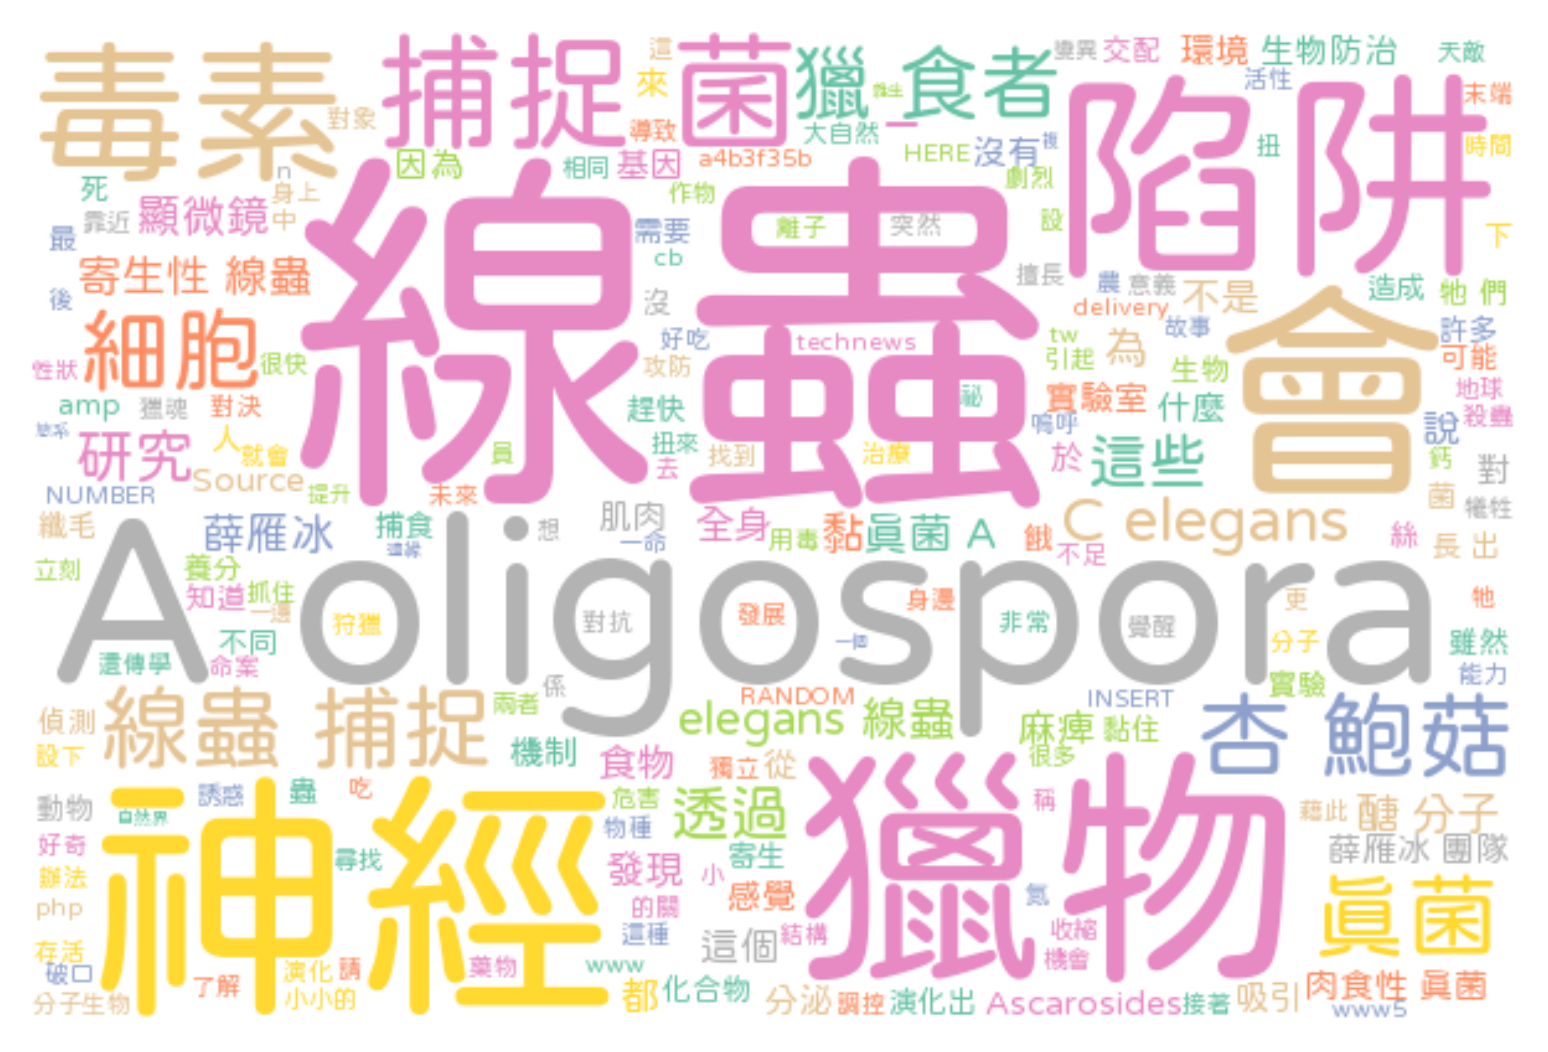 毒素 捕捉 菌 獵 食者 變異 交配 環境 生物防治 天敵
這 來 對象 導致 大自然 一 活性 末端
陷阱
因為 相同 基因 a4b3f35b HERE 沒有 複 扭 時間
n 死 身上 作物 劇烈
靠近 顯微鏡 中 需要 離子 突然 設 下
最 cb
線蟲
寄生性 線蟲 擅長 農 意義 不是 造成 牠 們
後 沒 delivery
細胞 好吃 technews tw 故事 許多
會
性狀 很快 攻防 引起 為 生物 可能
amp 獵魂 對決 趕快 祕 實驗室 什麼 地球
人 嗚呼 說 殺蟲
研究 就會 員 扭來 去 找到 治療 於 這些 鈣 對
Source
NUMBER 提升 未來 菌 犧牲
纖毛 薛雁冰 捕食 想 肌肉 一命 全身 用毒 黏 真菌 A 餓 不足 C elegans 絲 長 出
立刻 養分
A oligospora
知道 抓住 一邊 狩獵 對抗 發展 身邊 非常 覺醒 更 牠
不同 一個 分子 雖然
遺傳學 命案 能力
係 RANDOM INSERT 實驗
偵測 線蟲 捕捉 兩者 elegans 線蟲 麻痺 黏住 杏 鮑菇
設下 機制 食物 獨立 從 很多
神經 獵物
動物 自然界 誘惑 蟲 吃 危害 透過 稱 藉此 醣 分子
物種
好奇 尋找 寄生 薛雁冰 團隊
辦法 發現 小 感覺 真菌
php 的關 氮
存活 這種 這個 結構 收縮
破口 了解 演化 請 藥物 www 機會 肉食性 真菌
分子生物 小小的 都 化合物 分泌 調控 演化出 Ascarosides 接著 吸引 www5